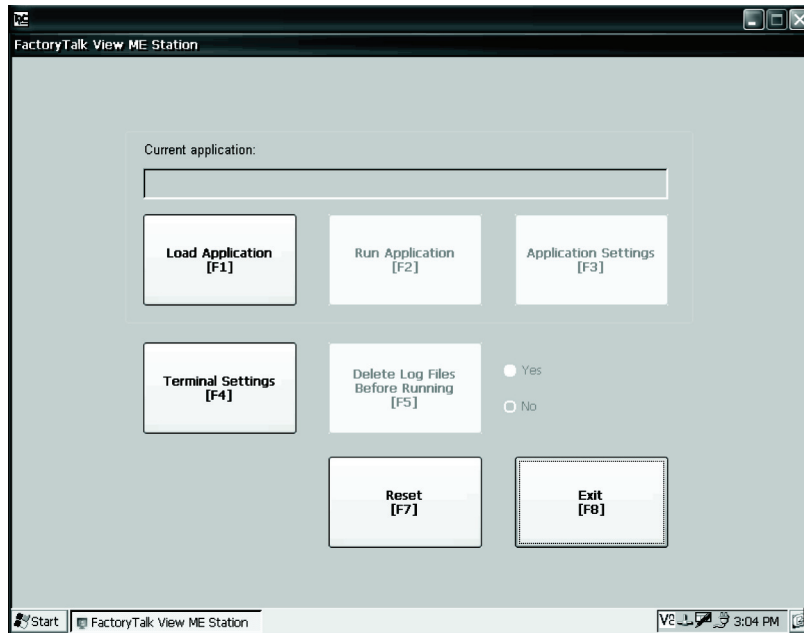 FactoryTalk View ME Station
Current application:
Load Application
[F1]
Run Application
[F2]
Application Settings
[F3]
Terminal Settings
[F4]
Delete Log Files
Before Running
[F5]
Yes
No
Reset
[F7]
Exit
[F8]
Start
FactoryTalk View ME Station
3:04 PM